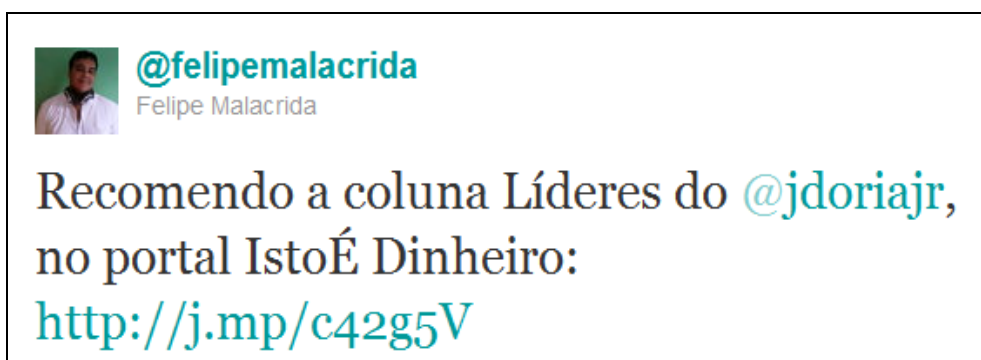 @felipemalacrida
Felipe Malacrida
Recomendo a coluna Líderes do @jdoriajr,
no portal IstoÉ Dinheiro:
http://j.mp/c42g5V